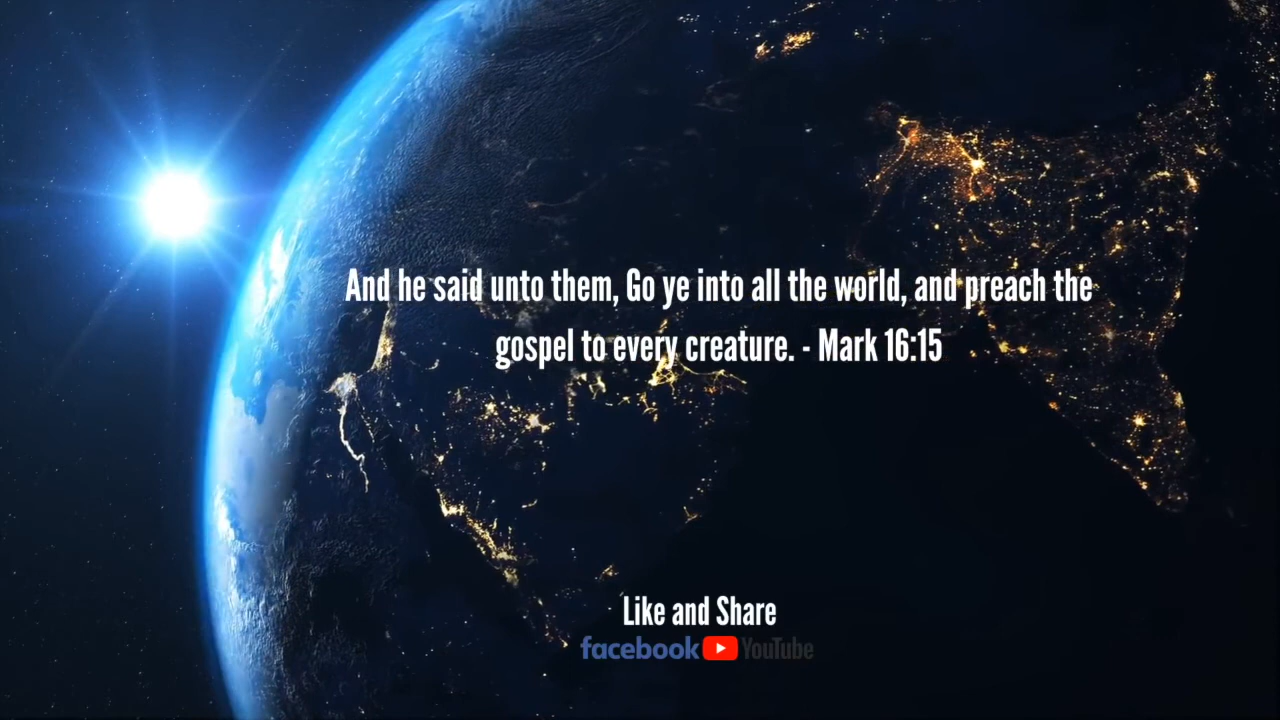 And he said unto them, Go ye into all the world, and preach the
gospel to every creature. - Mark 16:15
Like and Share
facebook YouTube